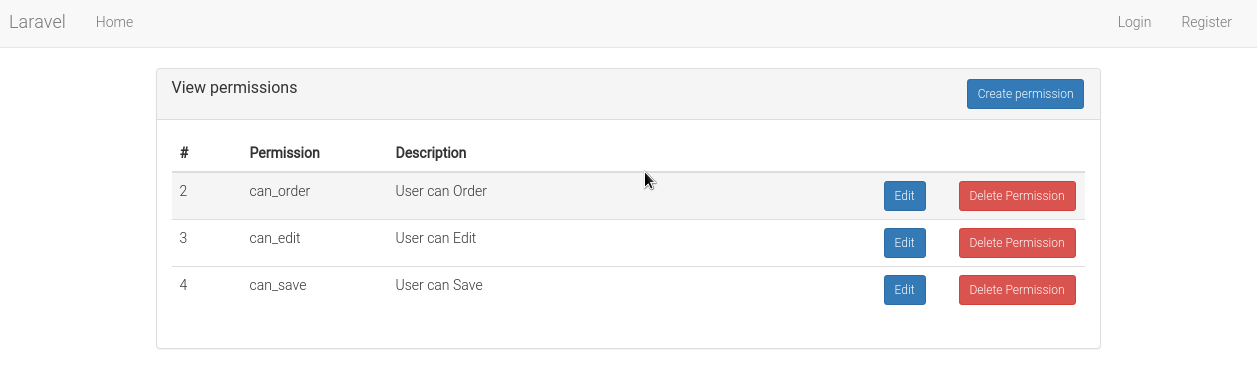 Laravel Home Login Register
View permissions Create permission
# Permission Description
2 can_order User can Order Edit Delete Permission
3 can_edit User can Edit Edit Delete Permission
4 can_save User can Save Edit Delete Permission